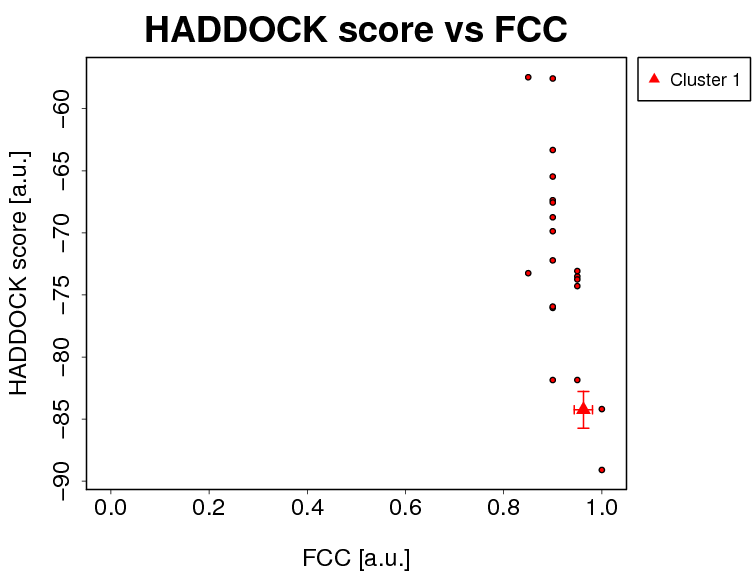 HADDOCK score vs FCC
Cluster 1
HADDOCK score [a.u.]
−60
−65
−70
−75
−80
−85
−90
0.0 0.2 0.4 0.6 0.8 1.0
FCC [a.u.]